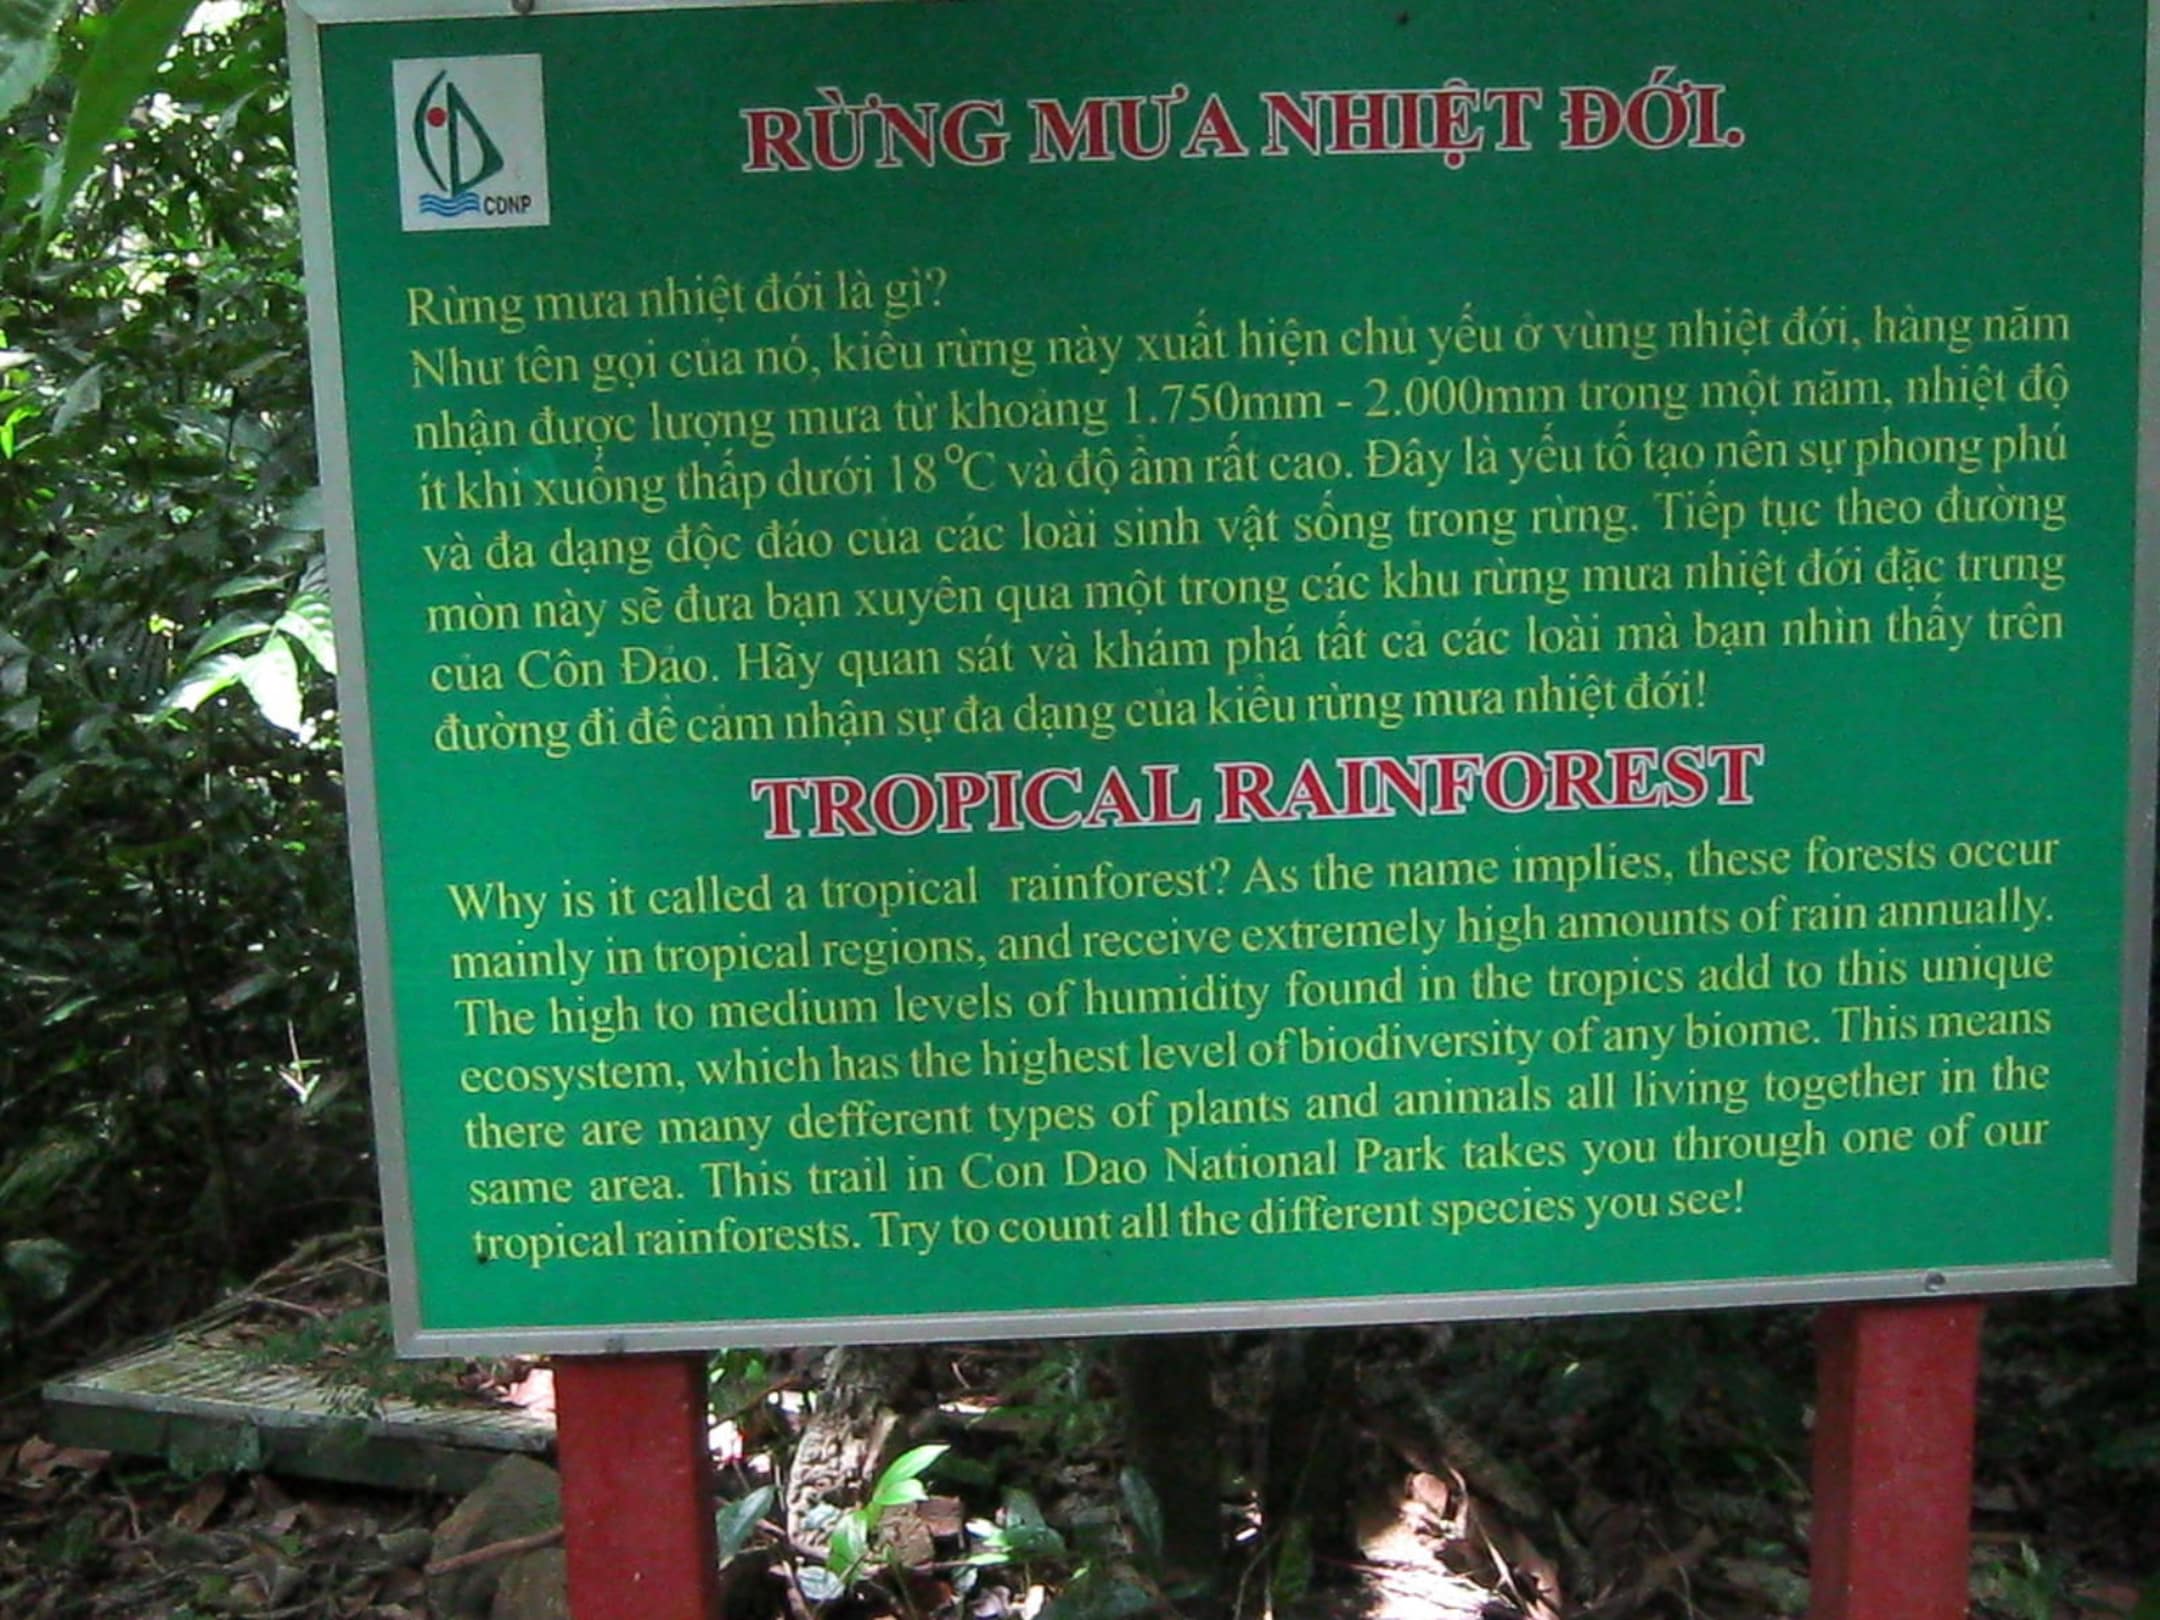 CDNP
RỪNG MƯA NHIỆT ĐỚI.
Rừng mưa nhiệt đới là gì?
Như tên gọi của nó, kiểu rừng này xuất hiện chủ yếu ở vùng nhiệt đới, hàng năm
nhận được lượng mưa từ khoảng 1.750mm - 2.000mm trong một năm, nhiệt độ
ít khi xuống thấp dưới 18°C và độ ẩm rất cao. Đây là yếu tố tạo nên sự phong phú
và đa dạng độc đáo của các loài sinh vật sống trong rừng. Tiếp tục theo đường
mòn này sẽ đưa bạn xuyên qua một trong các khu rừng mưa nhiệt đới đặc trưng
của Côn Đảo. Hãy quan sát và khám phá tất cả các loài mà bạn nhìn thấy trên
đường đi để cảm nhận sự đa dạng của kiểu rừng mưa nhiệt đới!
TROPICAL RAINFOREST
Why is it called a tropical rainforest? As the name implies, these forests occur
mainly in tropical regions, and receive extremely high amounts of rain annually.
The high to medium levels of humidity found in the tropics add to this unique
ecosystem, which has the highest level of biodiversity of any biome. This means
there are many defferent types of plants and animals all living together in the
same area. This trail in Con Dao National Park takes you through one of our
tropical rainforests. Try to count all the different species you see!